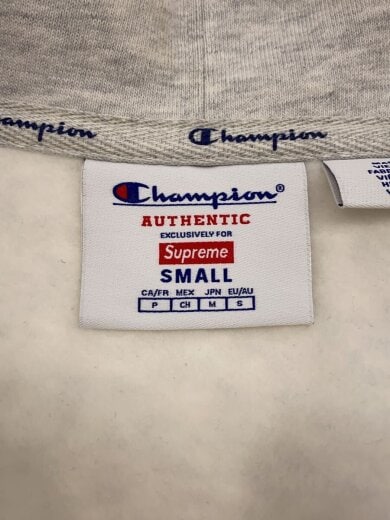 Champion
Champion
Champion®
AUTHENTIC
EXCLUSIVELY FOR
Supreme
SMALL
CA/FR MEX JPN EU/AU
P CH M S